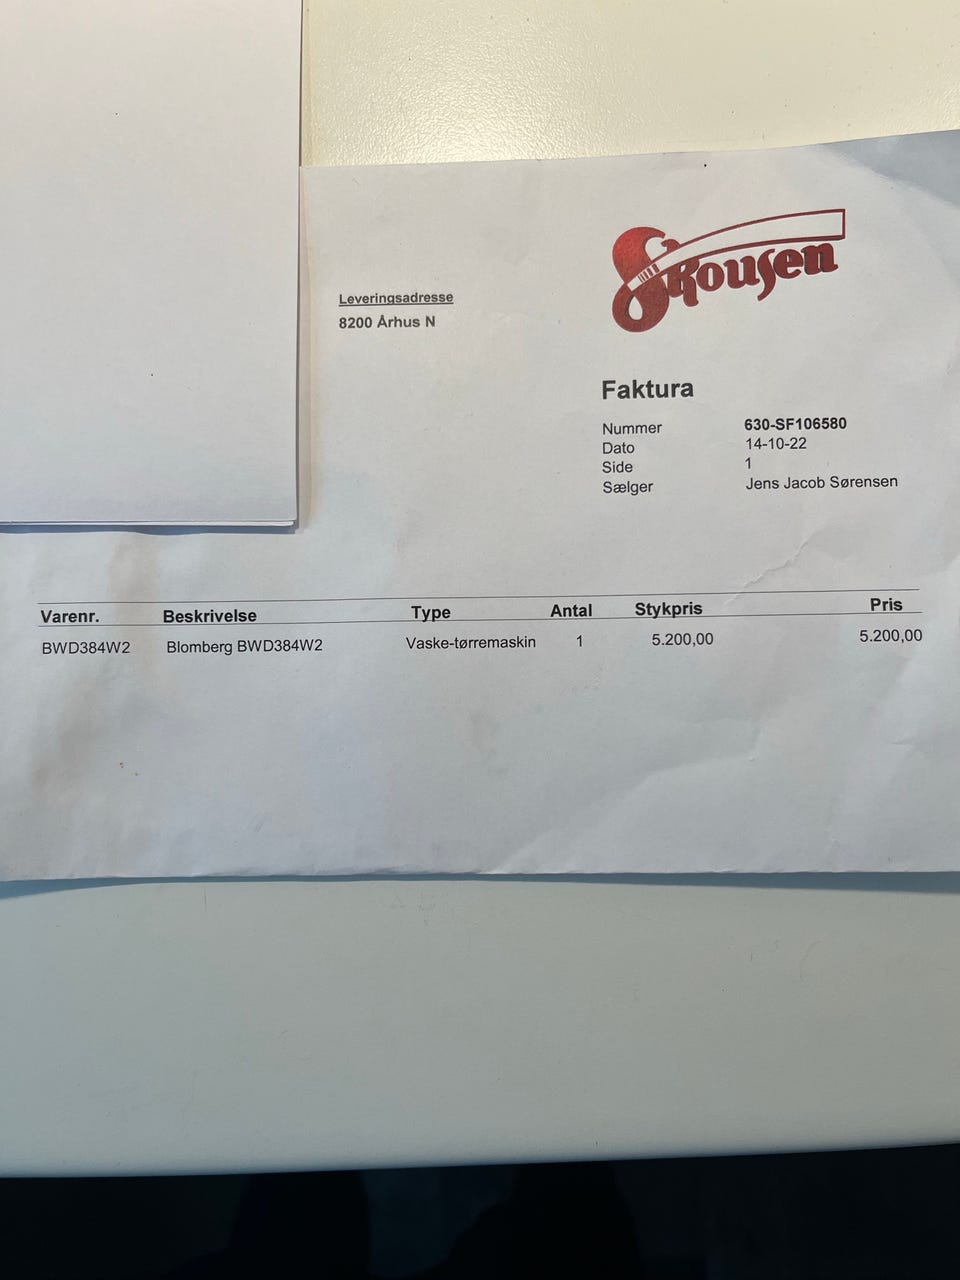 Skousen
Leveringsadresse
8200 Århus N
Faktura
Nummer 630-SF106580
Dato 14-10-22
Side 1
Sælger Jens Jacob Sørensen
Varenr. Beskrivelse Type Antal Stykpris Pris
BWD384W2 Blomberg BWD384W2 Vaske-tørremaskin 1 5.200,00 5.200,00